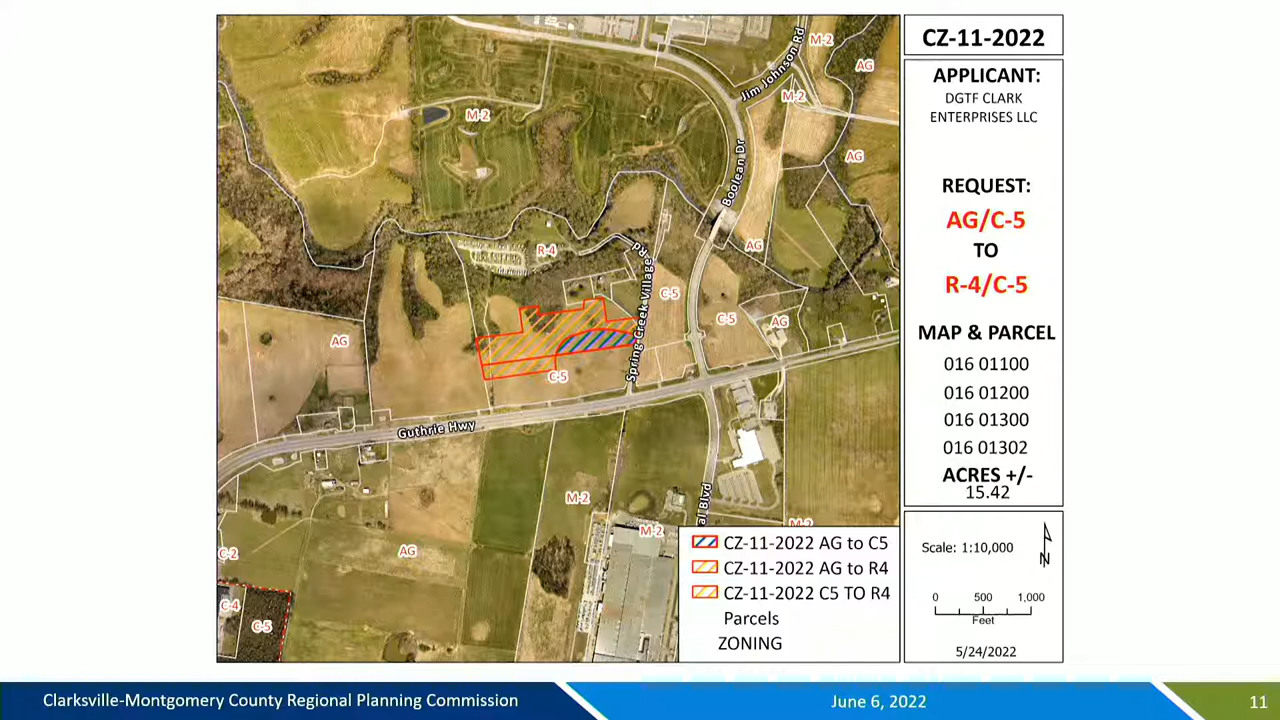 CZ-11-2022
APPLICANT:
DGTF CLARK
ENTERPRISES LLC
REQUEST:
AG/C-5
TO
R-4/C-5
MAP & PARCEL
016 01100
016 01200
016 01300
016 01302
ACRES +/-
15.42
Scale: 1:10,000
N
0 500 1,000
Feet
5/24/2022
M-2
Jim Johnson Rd
AG
M-2
M-2
AG
Boolean Dr
R-4
AG
Spring Creek Village Rd
C-5
C-5
AG
AG
C-5
Guthrie Hwy
M-2
M-2
M-2
al Blvd
C-2
AG
C-4
C-5
CZ-11-2022 AG to C5
CZ-11-2022 AG to R4
CZ-11-2022 C5 TO R4
Parcels
ZONING
Clarksville-Montgomery County Regional Planning Commission
June 6, 2022
11